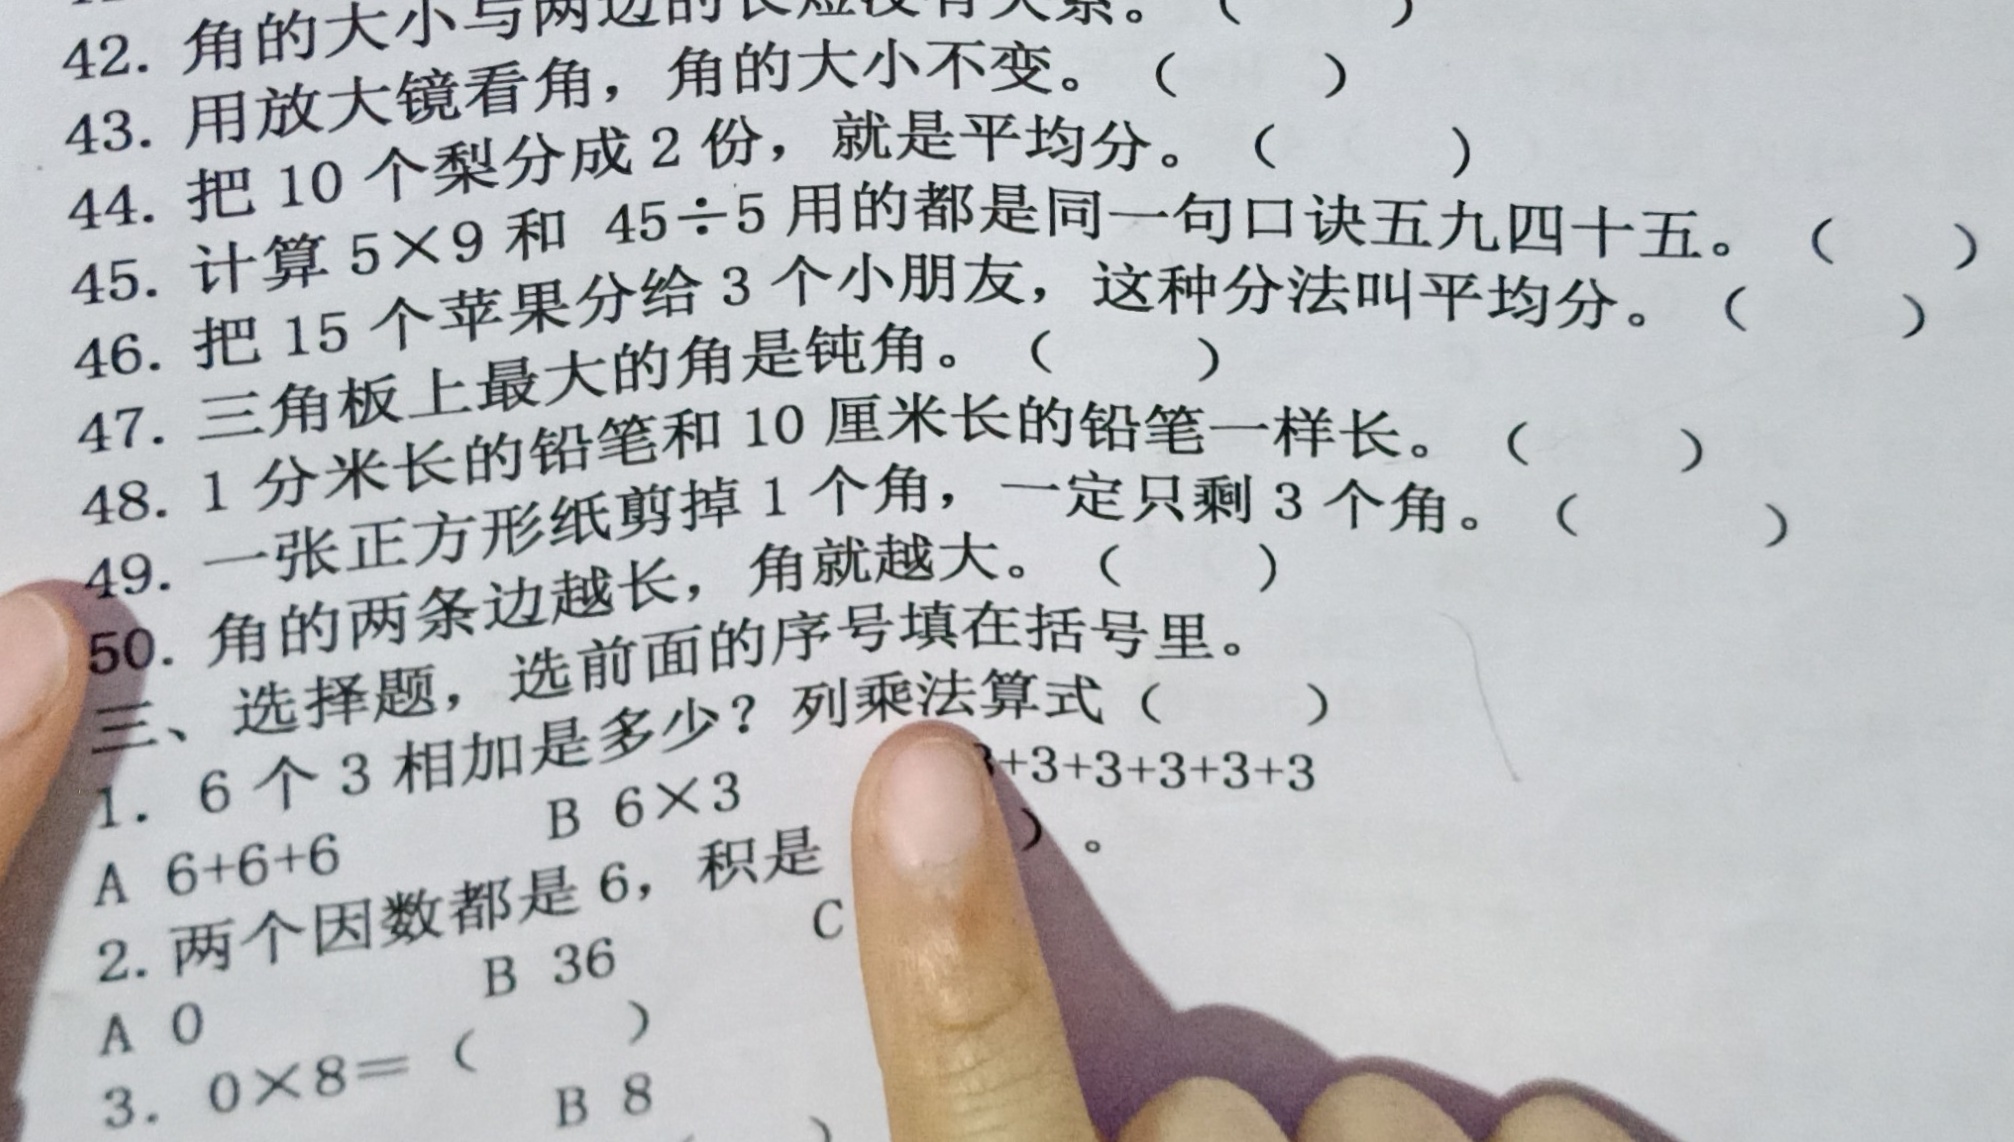 42. 角的大小与两边的长短没有关系。（ ）
43. 用放大镜看角，角的大小不变。（ ）
44. 把 10 个梨分成 2 份，就是平均分。（ ）
45. 计算 5×9 和 45÷5 用的都是同一句口诀五九四十五。（ ）
46. 把 15 个苹果分给 3 个小朋友，这种分法叫平均分。（ ）
47. 三角板上最大的角是钝角。（ ）
48. 1 分米长的铅笔和 10 厘米长的铅笔一样长。（ ）
49. 一张正方形纸剪掉 1 个角，一定只剩 3 个角。（ ）
50. 角的两条边越长，角就越大。（ ）
三、选择题，选前面的序号填在括号里。
1. 6 个 3 相加是多少？列乘法算式（ ）
A 6+6+6 B 6×3 3+3+3+3+3+3
2. 两个因数都是 6，积是 ）。
A 0 B 36 C
3. 0×8＝（ ）
B 8